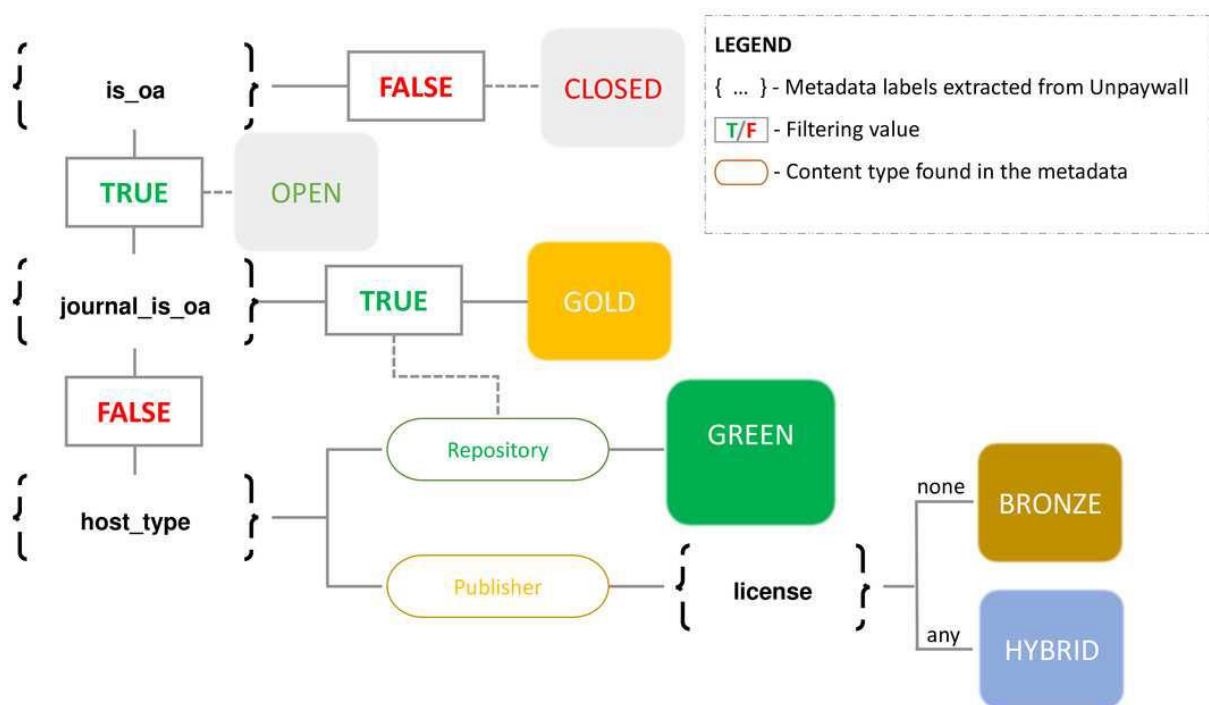 is_oa
FALSE
CLOSED
LEGEND
{ ... } - Metadata labels extracted from Unpaywall
T/F - Filtering value
- Content type found in the metadata
TRUE
OPEN
journal_is_oa
TRUE
GOLD
FALSE
Repository
GREEN
host_type
Publisher
license
none
BRONZE
any
HYBRID